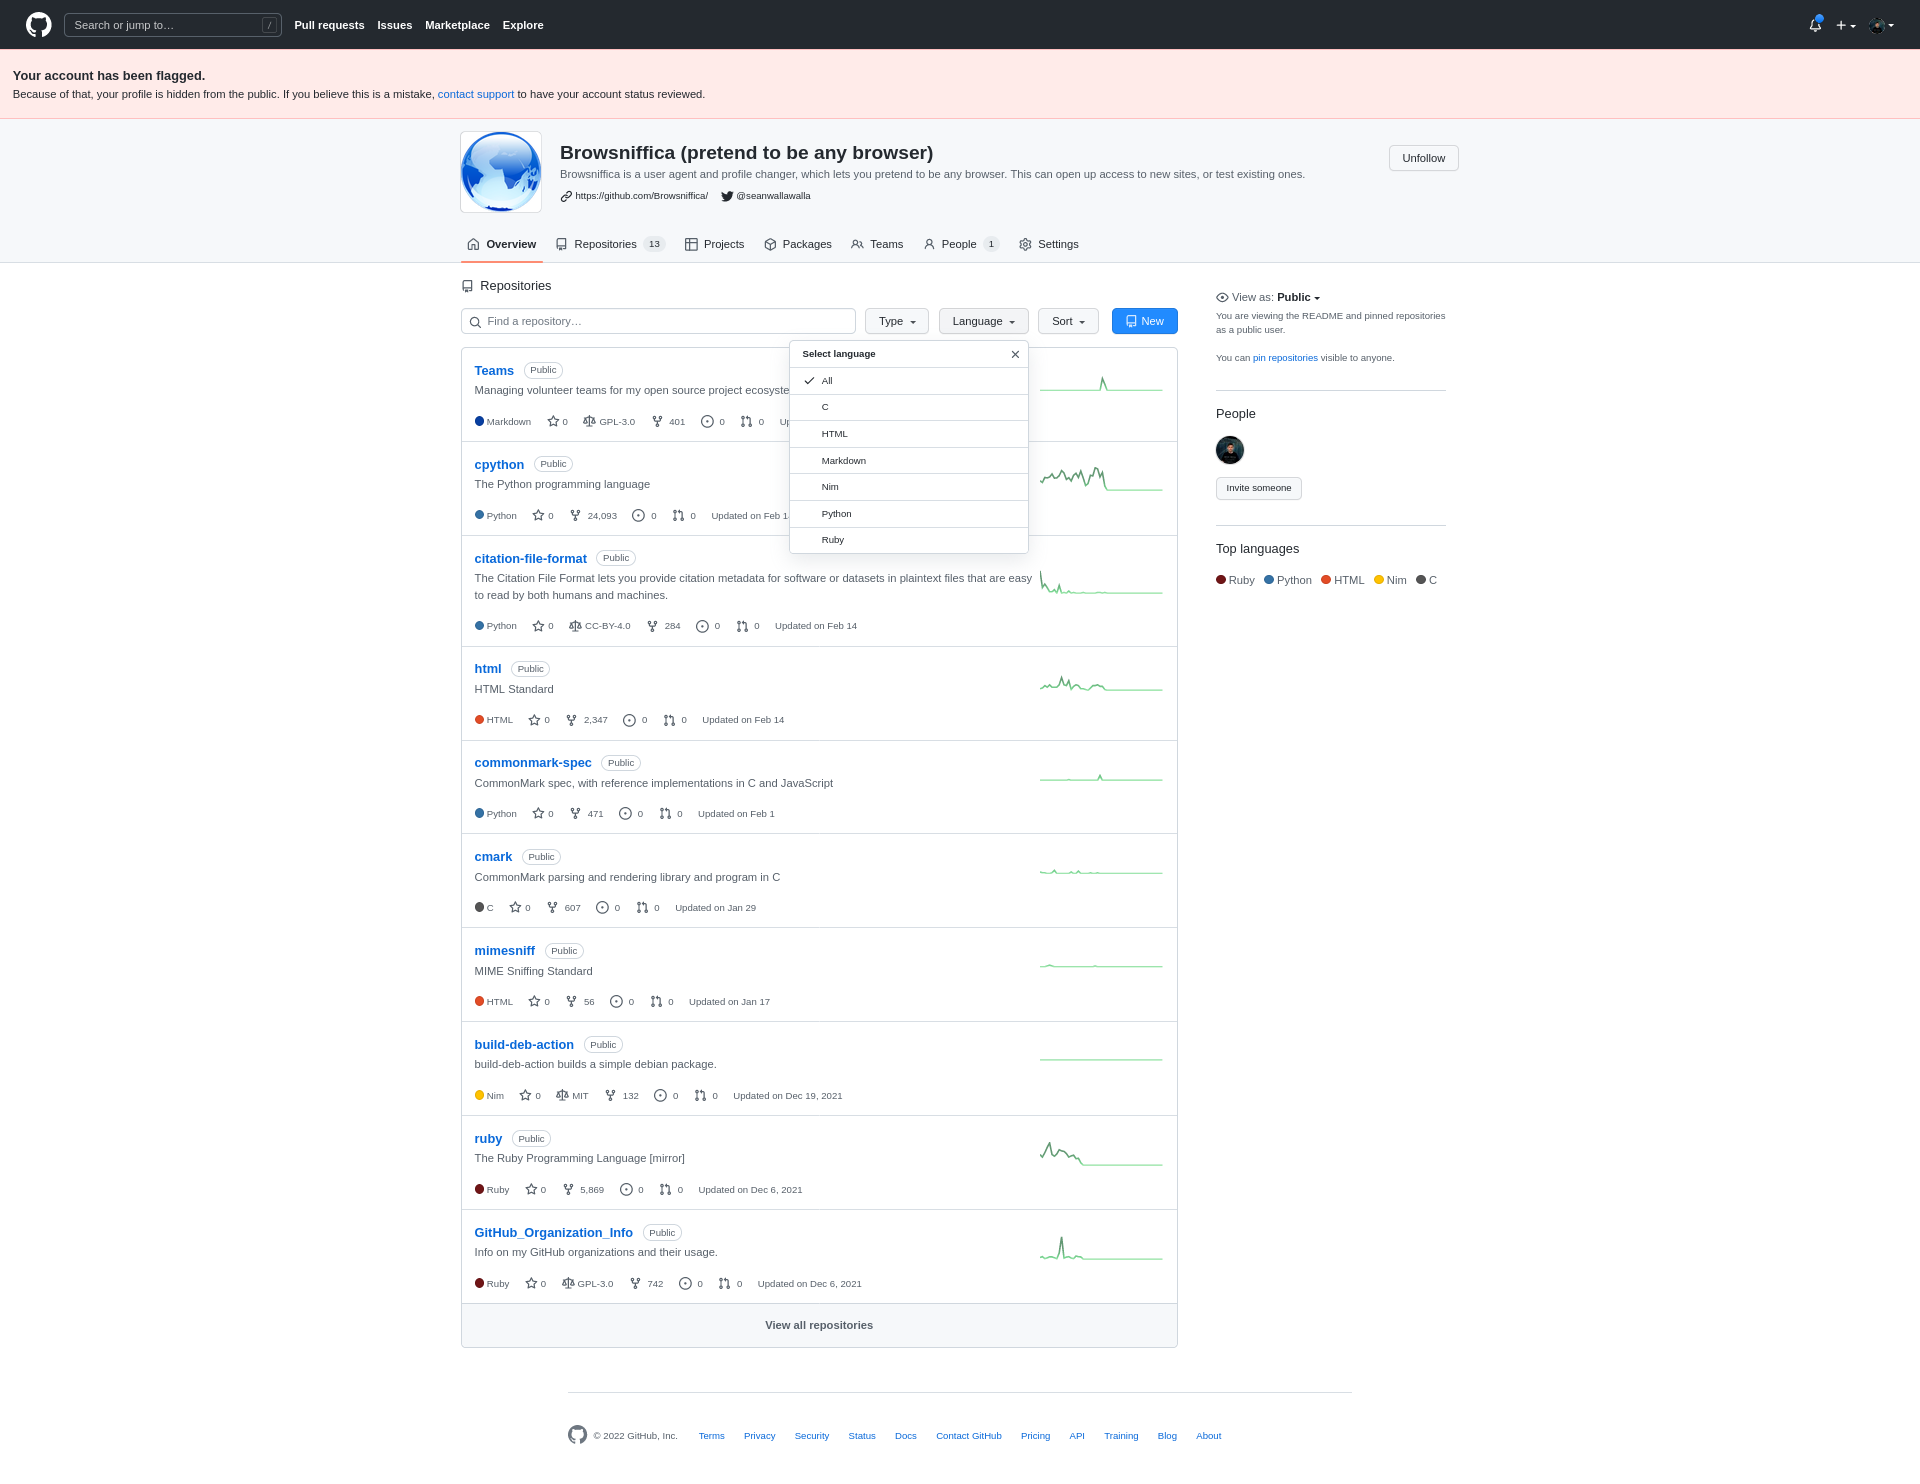 Search or jump to…
/
Pull requests
Issues
Marketplace
Explore
Your account has been flagged.
Because of that, your profile is hidden from the public. If you believe this is a mistake, contact support to have your account status reviewed.
Browsniffica (pretend to be any browser)
Browsniffica is a user agent and profile changer, which lets you pretend to be any browser. This can open up access to new sites, or test existing ones.
https://github.com/Browsniffica/ @seanwallawalla
Unfollow
Overview
Repositories 13
Projects
Packages
Teams
People 1
Settings
Repositories
Find a repository…
Type
Language
Sort
New
Select language
All
C
HTML
Markdown
Nim
Python
Ruby
Teams Public
Managing volunteer teams for my open source project
Markdown 0 GPL-3.0 401 0 0
cpython Public
The Python programming language
Python 0 24,093 0 0 Updated on Feb
citation-file-format Public
The Citation File Format lets you provide citation metadata for software or datasets in plaintext files that are easy
to read by both humans and machines.
Python 0 CC-BY-4.0 284 0 0 Updated on Feb 14
html Public
HTML Standard
HTML 0 2,347 0 0 Updated on Feb 14
commonmark-spec Public
CommonMark spec, with reference implementations in C and JavaScript
Python 0 471 0 0 Updated on Feb 1
cmark Public
CommonMark parsing and rendering library and program in C
C 0 607 0 0 Updated on Jan 29
mimesniff Public
MIME Sniffing Standard
HTML 0 56 0 0 Updated on Jan 17
build-deb-action Public
build-deb-action builds a simple debian package.
Nim 0 MIT 132 0 0 Updated on Dec 19, 2021
ruby Public
The Ruby Programming Language [mirror]
Ruby 0 5,869 0 0 Updated on Dec 6, 2021
GitHub_Organization_Info Public
Info on my GitHub organizations and their usage.
Ruby 0 GPL-3.0 742 0 0 Updated on Dec 6, 2021
View all repositories
View as: Public
You are viewing the README and pinned repositories
as a public user.
You can pin repositories visible to anyone.
People
Invite someone
Top languages
Ruby Python HTML Nim C
© 2022 GitHub, Inc. Terms Privacy Security Status Docs Contact GitHub Pricing API Training Blog About